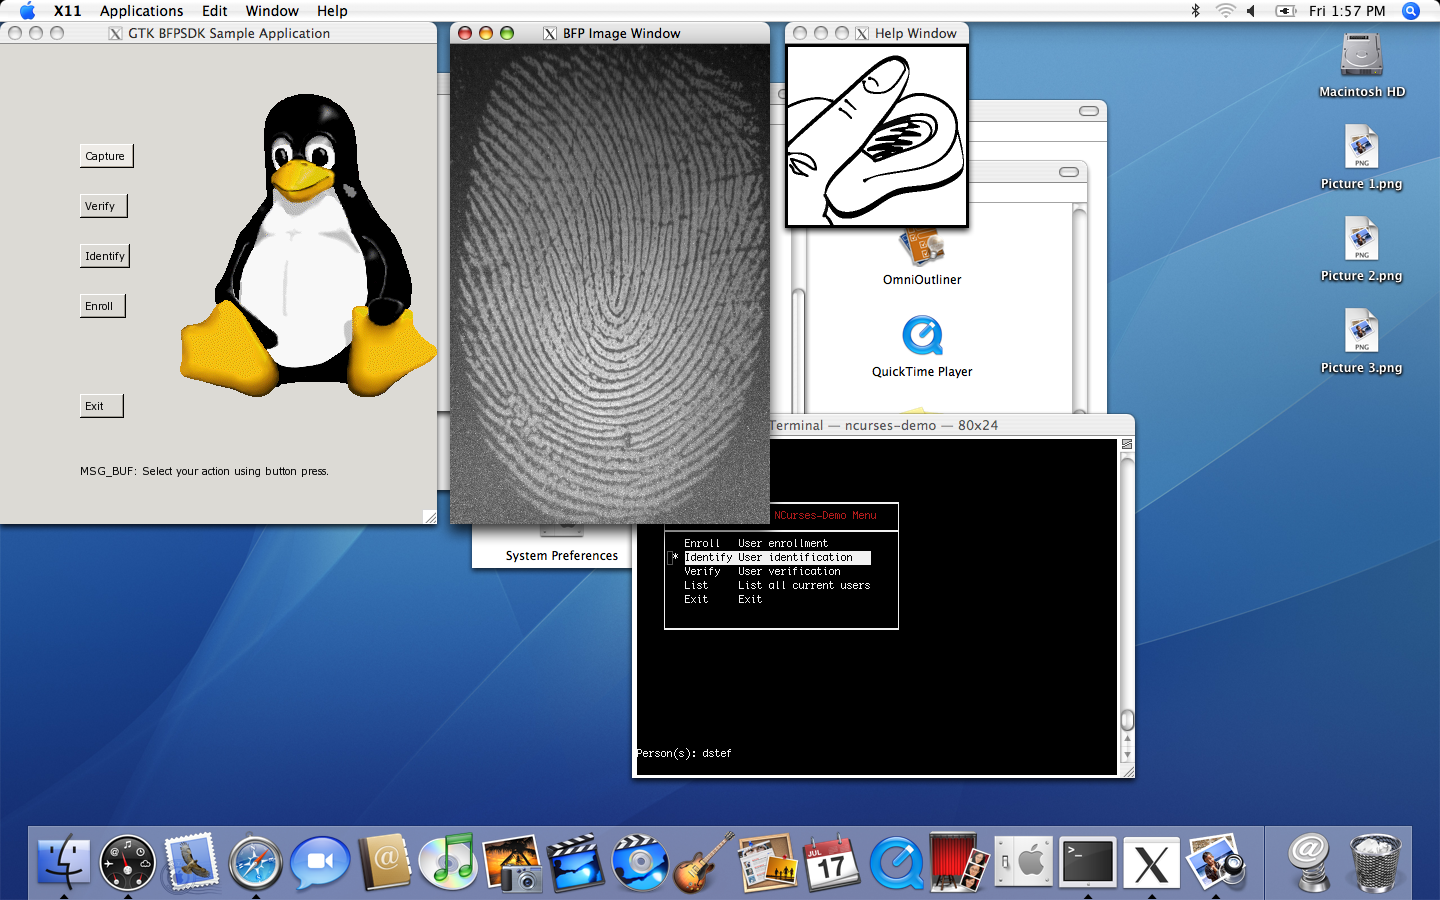 X11 Applications Edit Window Help
Fri 1:57 PM
GTK BFPSDK Sample Application
BFP Image Window
Help Window
Capture
Verify
Identify
Enroll
Exit
MSG_BUF: Select your action using button press.
Macintosh HD
PNG
Picture 1.png
PNG
Picture 2.png
PNG
Picture 3.png
OmniOutliner
QuickTime Player
System Preferences
Terminal — ncurses-demo — 80x24
NCurses-Demo Menu
Enroll User enrollment
* Identify User identification
Verify User verification
List List all current users
Exit Exit
Person(s): dstef
JUL
17